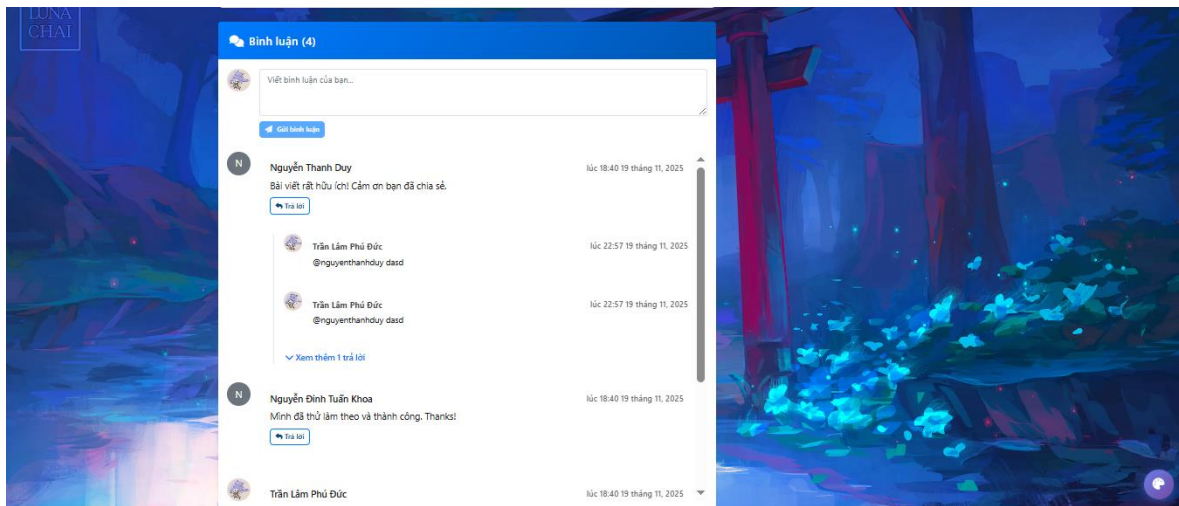 LUNA
CHAI
Bình luận (4)
Viết bình luận của bạn...
Gửi bình luận
N
Nguyễn Thanh Duy
lúc 18:40 19 tháng 11, 2025
Bài viết rất hữu ích! Cảm ơn bạn đã chia sẻ.
Trả lời
Trần Lâm Phú Đức
lúc 22:57 19 tháng 11, 2025
@nguyenthanhduy dasd
Trần Lâm Phú Đức
lúc 22:57 19 tháng 11, 2025
@nguyenthanhduy dasd
Xem thêm 1 trả lời
N
Nguyễn Đình Tuấn Khoa
lúc 18:40 19 tháng 11, 2025
Mình đã thử làm theo và thành công. Thanks!
Trả lời
Trần Lâm Phú Đức
lúc 18:40 19 tháng 11, 2025